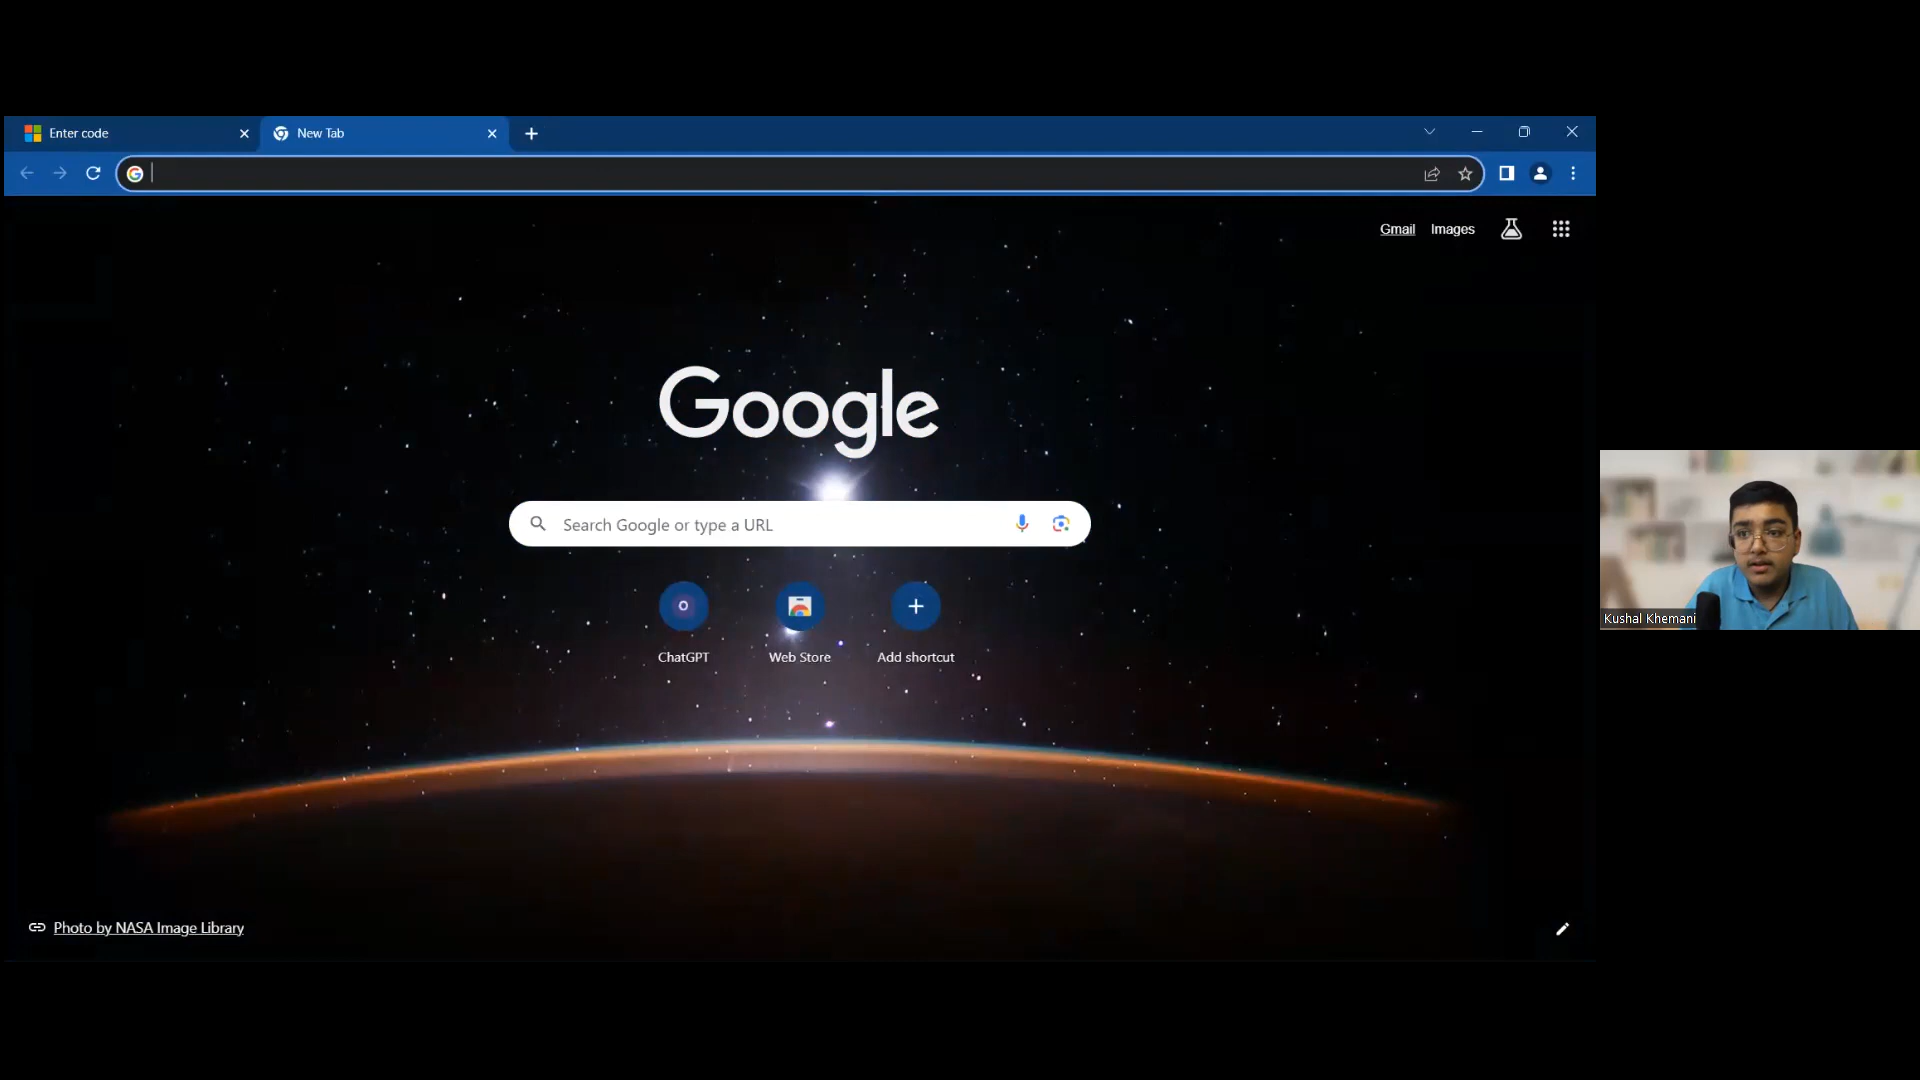 Enter code
New Tab
Gmail Images
Google
Search Google or type a URL
O
ChatGPT Web Store Add shortcut
Kushal Khemani
Photo by NASA Image Library